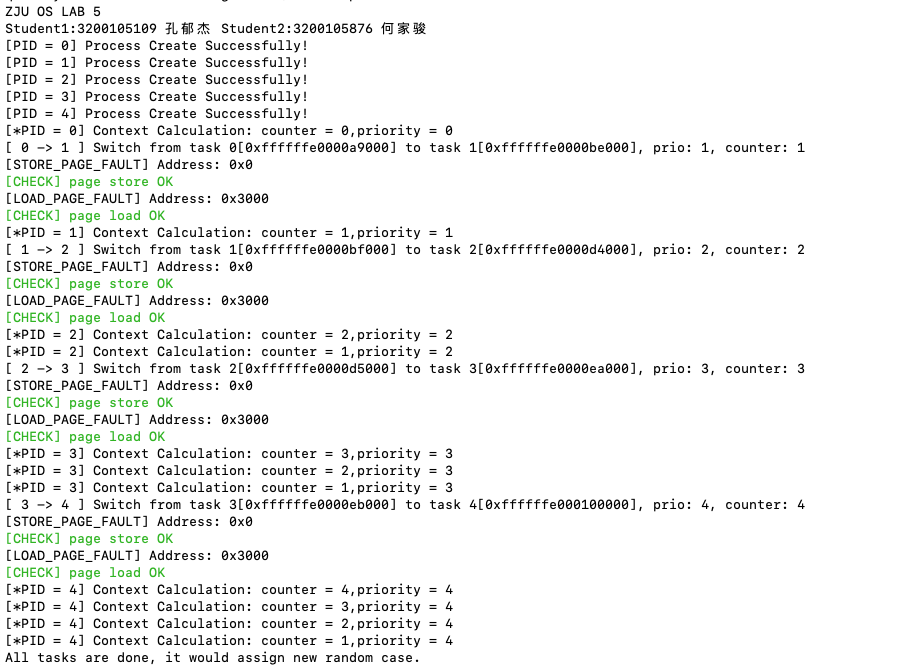 ZJU OS LAB 5
Student1:3200105109 孔郁杰 Student2:3200105876 何家骏
[PID = 0] Process Create Successfully!
[PID = 1] Process Create Successfully!
[PID = 2] Process Create Successfully!
[PID = 3] Process Create Successfully!
[PID = 4] Process Create Successfully!
[*PID = 0] Context Calculation: counter = 0,priority = 0
[ 0 -> 1 ] Switch from task 0[0xffffffe0000a9000] to task 1[0xffffffe0000be000], prio: 1, counter: 1
[STORE_PAGE_FAULT] Address: 0x0
[CHECK] page store OK
[LOAD_PAGE_FAULT] Address: 0x3000
[CHECK] page load OK
[*PID = 1] Context Calculation: counter = 1,priority = 1
[ 1 -> 2 ] Switch from task 1[0xffffffe0000bf000] to task 2[0xffffffe0000d4000], prio: 2, counter: 2
[STORE_PAGE_FAULT] Address: 0x0
[CHECK] page store OK
[LOAD_PAGE_FAULT] Address: 0x3000
[CHECK] page load OK
[*PID = 2] Context Calculation: counter = 2,priority = 2
[*PID = 2] Context Calculation: counter = 1,priority = 2
[ 2 -> 3 ] Switch from task 2[0xffffffe0000d5000] to task 3[0xffffffe0000ea000], prio: 3, counter: 3
[STORE_PAGE_FAULT] Address: 0x0
[CHECK] page store OK
[LOAD_PAGE_FAULT] Address: 0x3000
[CHECK] page load OK
[*PID = 3] Context Calculation: counter = 3,priority = 3
[*PID = 3] Context Calculation: counter = 2,priority = 3
[*PID = 3] Context Calculation: counter = 1,priority = 3
[ 3 -> 4 ] Switch from task 3[0xffffffe0000eb000] to task 4[0xffffffe000100000], prio: 4, counter: 4
[STORE_PAGE_FAULT] Address: 0x0
[CHECK] page store OK
[LOAD_PAGE_FAULT] Address: 0x3000
[CHECK] page load OK
[*PID = 4] Context Calculation: counter = 4,priority = 4
[*PID = 4] Context Calculation: counter = 3,priority = 4
[*PID = 4] Context Calculation: counter = 2,priority = 4
[*PID = 4] Context Calculation: counter = 1,priority = 4
All tasks are done, it would assign new random case.